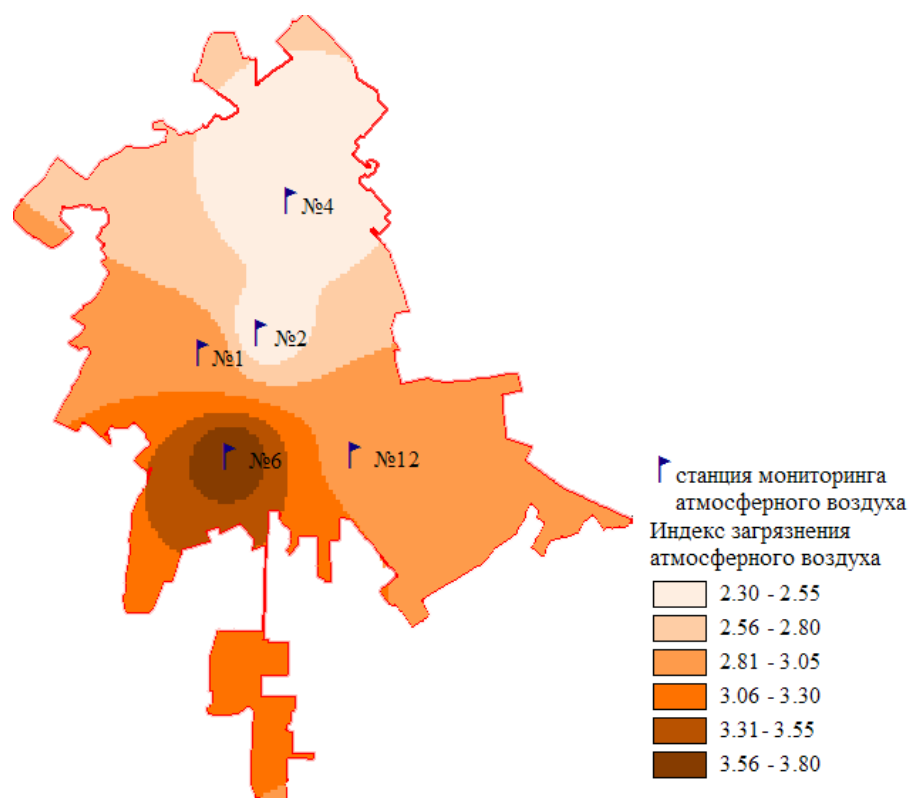 №4
№2
№1
№6
№12
станция мониторинга
атмосферного воздуха
Индекс загрязнения
атмосферного воздуха
2.30 - 2.55
2.56 - 2.80
2.81 - 3.05
3.06 - 3.30
3.31 - 3.55
3.56 - 3.80